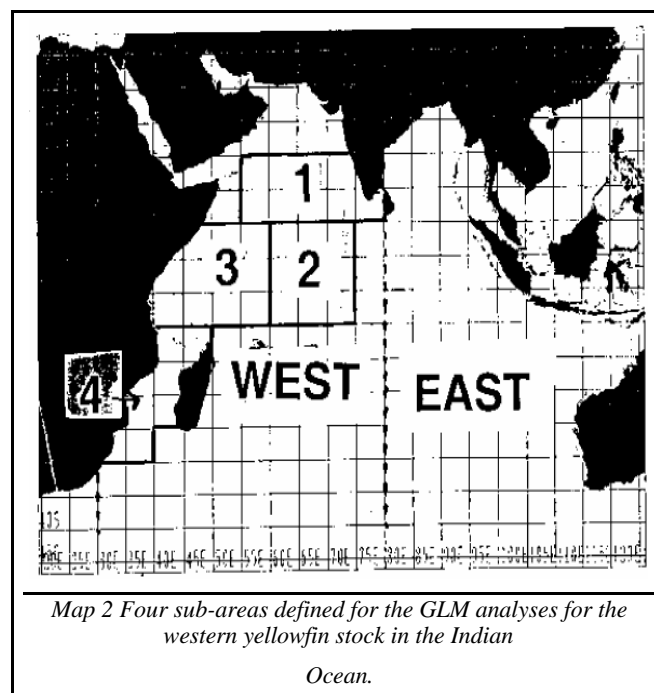 1
3 2
4
WEST EAST
Map 2 Four sub-areas defined for the GLM analyses for the
western yellowfin stock in the Indian
Ocean.